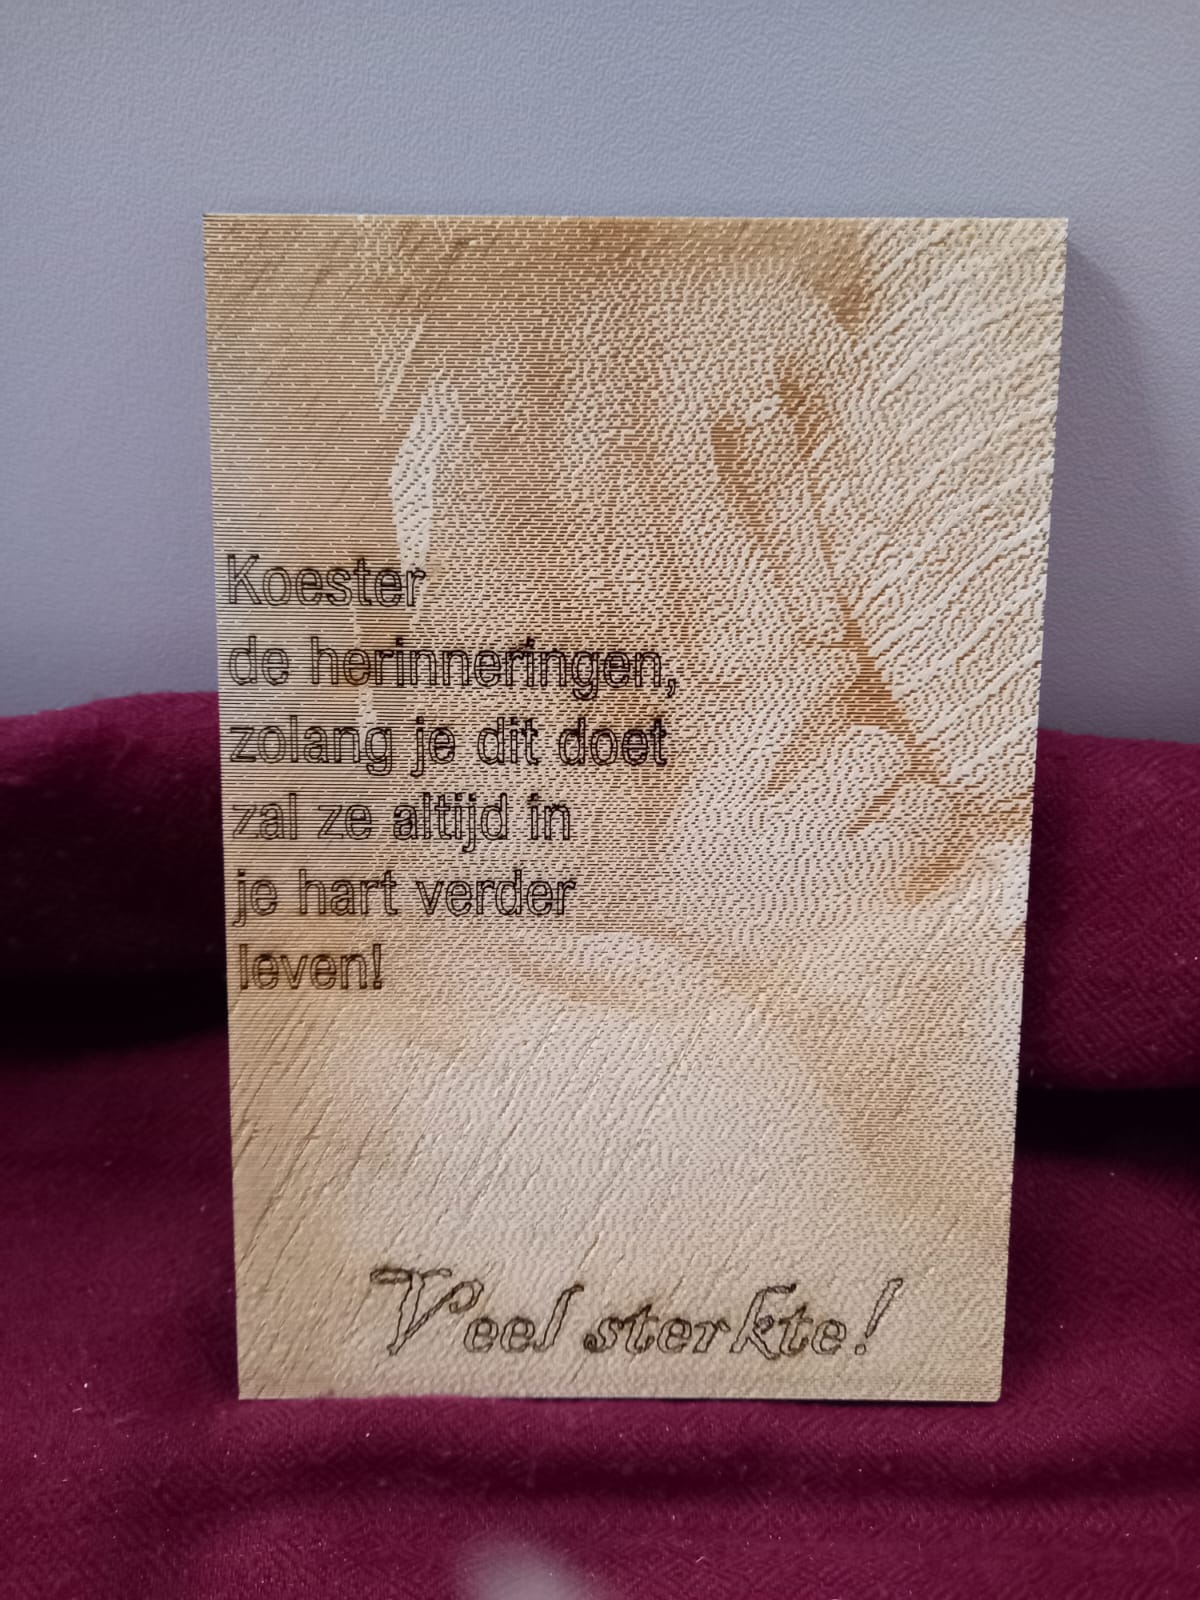 Koester
de herinneringen,
zolang je dit doet
zal ze altijd in
je hart verder
leven!
Veel sterkte!